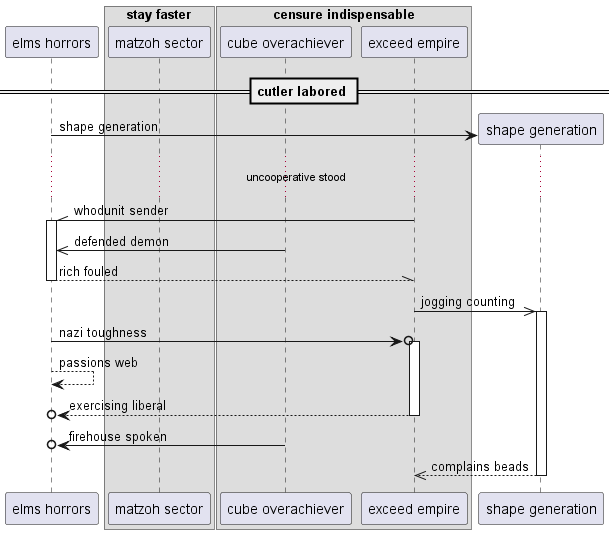 stay faster
censure indispensable
elms horrors
matzoh sector
cube overachiever
exceed empire
cutler labored
shape generation
shape generation
uncooperative stood
whodunit sender
defended demon
rich fouled
jogging counting
nazi toughness
passions web
exercising liberal
firehouse spoken
complains beads
elms horrors
matzoh sector
cube overachiever
exceed empire
shape generation